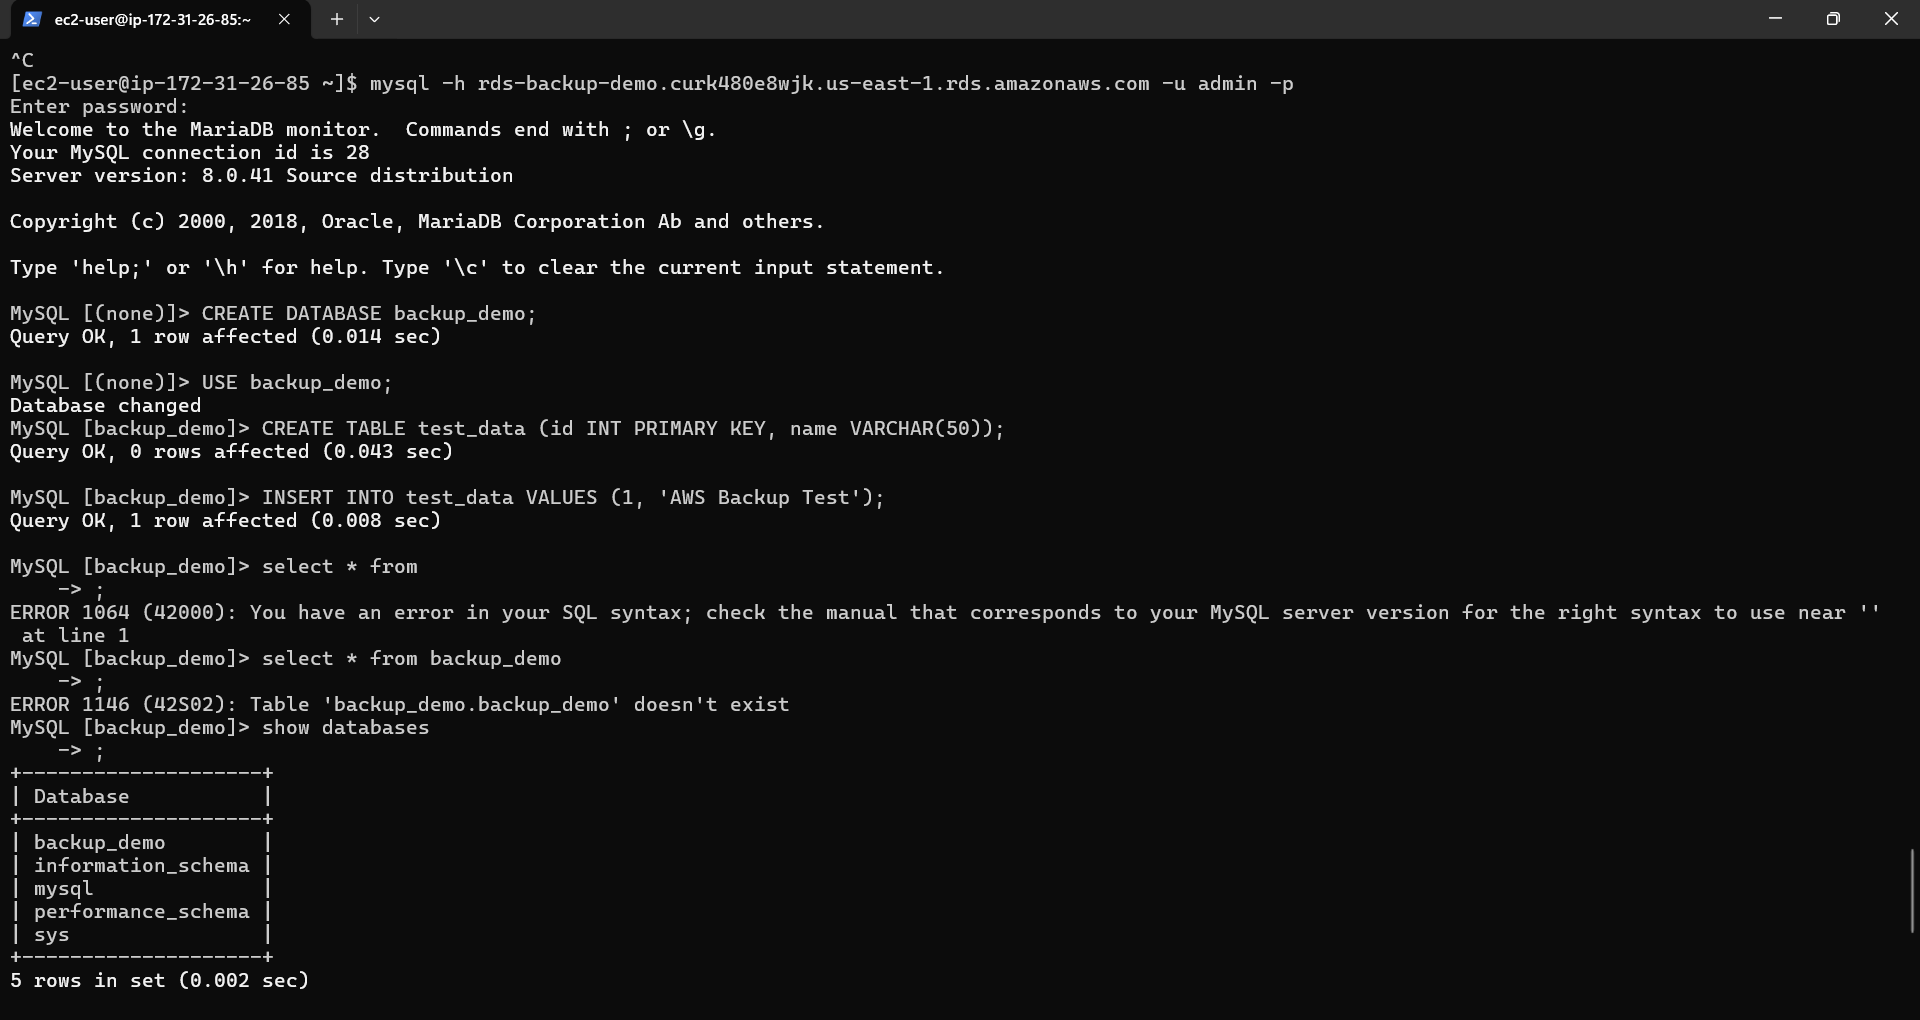 ec2-user@ip-172-31-26-85:~
^C
[ec2-user@ip-172-31-26-85 ~]$ mysql -h rds-backup-demo.curk480e8wjk.us-east-1.rds.amazonaws.com -u admin -p
Enter password:
Welcome to the MariaDB monitor.  Commands end with ; or \g.
Your MySQL connection id is 28
Server version: 8.0.41 Source distribution

Copyright (c) 2000, 2018, Oracle, MariaDB Corporation Ab and others.

Type 'help;' or '\h' for help. Type '\c' to clear the current input statement.

MySQL [(none)]> CREATE DATABASE backup_demo;
Query OK, 1 row affected (0.014 sec)

MySQL [(none)]> USE backup_demo;
Database changed
MySQL [backup_demo]> CREATE TABLE test_data (id INT PRIMARY KEY, name VARCHAR(50));
Query OK, 0 rows affected (0.043 sec)

MySQL [backup_demo]> INSERT INTO test_data VALUES (1, 'AWS Backup Test');
Query OK, 1 row affected (0.008 sec)

MySQL [backup_demo]> select * from
    -> ;
ERROR 1064 (42000): You have an error in your SQL syntax; check the manual that corresponds to your MySQL server version for the right syntax to use near ''
 at line 1
MySQL [backup_demo]> select * from backup_demo
    -> ;
ERROR 1146 (42S02): Table 'backup_demo.backup_demo' doesn't exist
MySQL [backup_demo]> show databases
    -> ;
+--------------------+
| Database           |
+--------------------+
| backup_demo        |
| information_schema |
| mysql              |
| performance_schema |
| sys                |
+--------------------+
5 rows in set (0.002 sec)